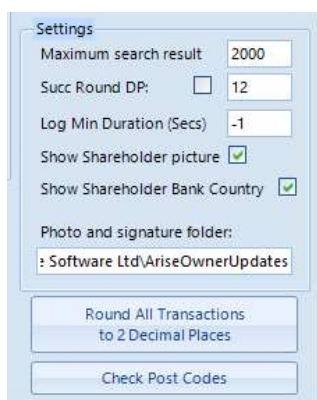 Settings
Maximum search result 2000
Succ Round DP: 12
Log Min Duration (Secs) -1
Show Shareholder picture
Show Shareholder Bank Country
Photo and signature folder:
Software Ltd\AriseOwnerUpdates
Round All Transactions
to 2 Decimal Places
Check Post Codes